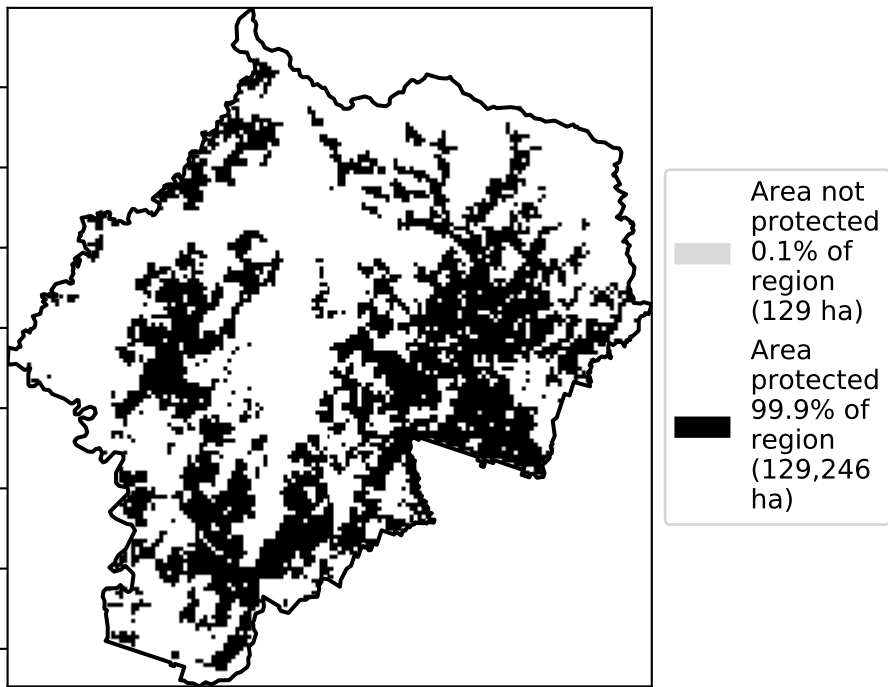 Area not
protected
0.1% of
region
(129 ha)
Area
protected
99.9% of
region
(129,246
ha)